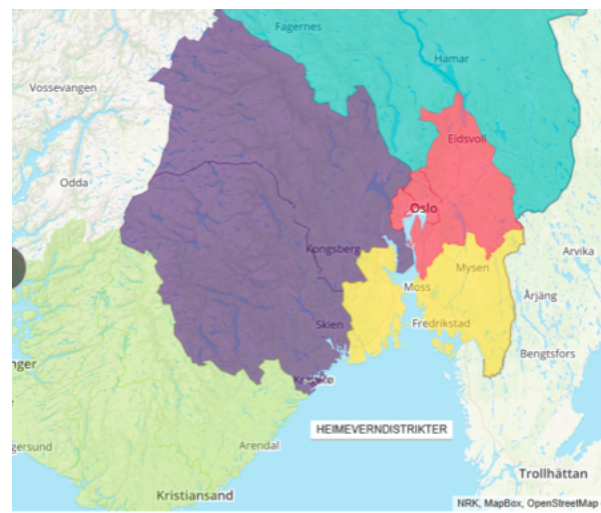 Fagernes
Hamar
Vossevangen
Eidsvoll
Odda
Oslo
Kongsberg
Arvika
Mysen
Moss
Årjäng
Skien
Fredrikstad
Bengtsfors
HEIMEVERNDISTRIKTER
Arendal
gersund
Trollhättan
Kristiansand
NRK, MapBox, OpenStreetMap